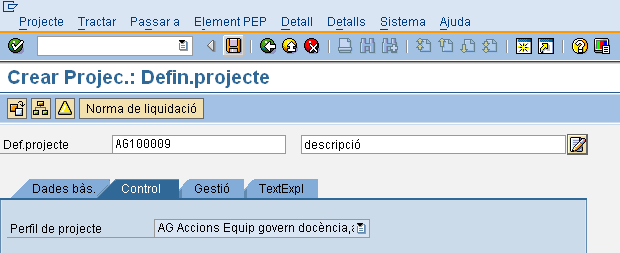 Projecte Tractar Passar a Element PEP Detall Detalls Sistema Ajuda
Crear Projec.: Defin.projecte
Norma de liquidació
Def.projecte AG100009 descripció
Dades bàs. Control Gestió TextExpl
Perfil de projecte AG Accions Equip govern docència,